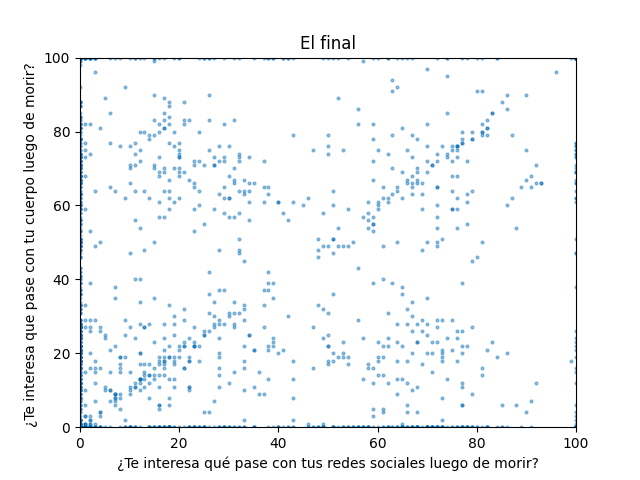 El final
100
80
60
40
20
0
¿Te interesa que pase con tu cuerpo luego de morir?
0 20 40 60 80 100
¿Te interesa qué pase con tus redes sociales luego de morir?